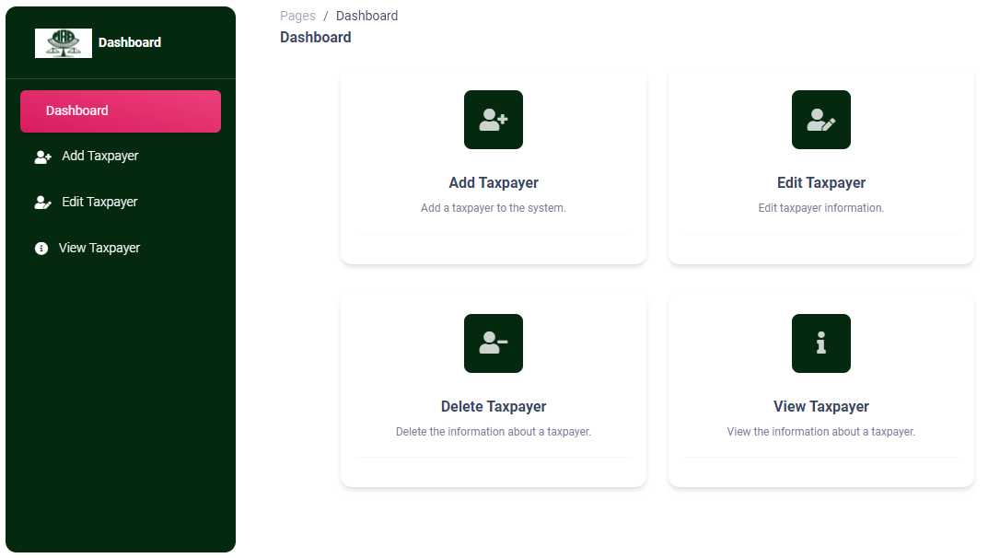 Dashboard
Dashboard
Add Taxpayer
Edit Taxpayer
View Taxpayer
Pages / Dashboard
Dashboard
Add Taxpayer
Add a taxpayer to the system.
Edit Taxpayer
Edit taxpayer information.
Delete Taxpayer
Delete the information about a taxpayer.
View Taxpayer
View the information about a taxpayer.